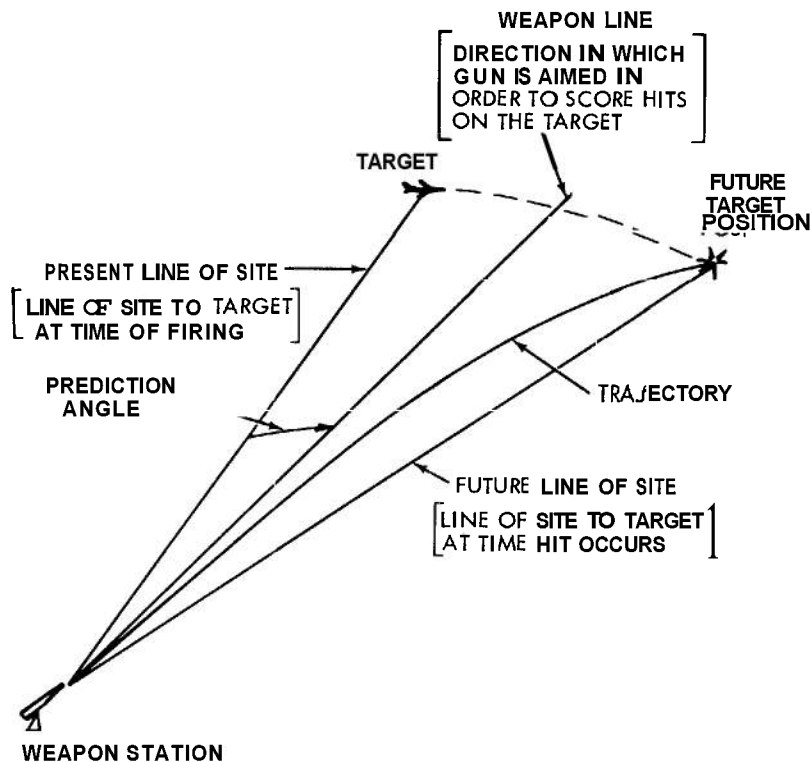 WEAPON LINE
DIRECTION IN WHICH
GUN IS AIMED IN
ORDER TO SCORE HITS
ON THE TARGET
TARGET
FUTURE
TARGET
POSITION
PRESENT LINE OF SITE
LINE OF SITE TO TARGET
AT TIME OF FIRING
PREDICTION
ANGLE
TRAJECTORY
FUTURE LINE OF SITE
LINE OF SITE TO TARGET
AT TIME HIT OCCURS
WEAPON STATION